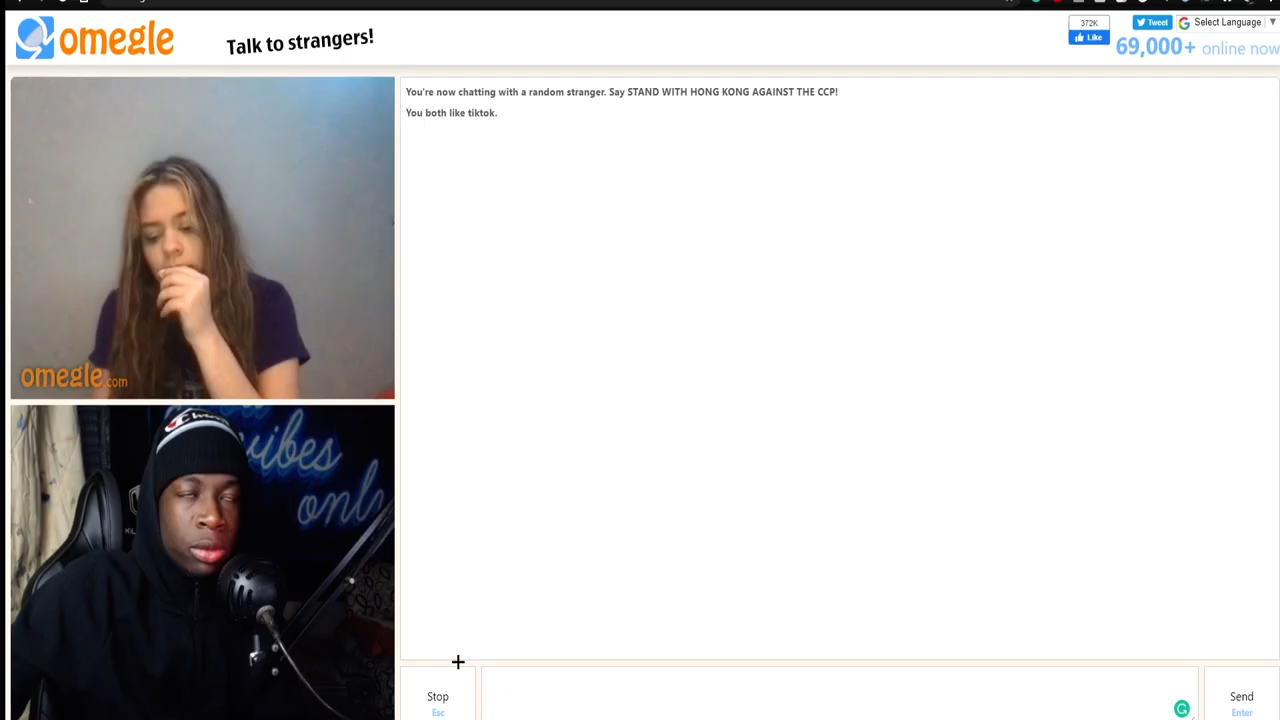 omegle
Talk to strangers!
372K
Like
Tweet
G Select Language
69,000+ online now
You're now chatting with a random stranger. Say STAND WITH HONG KONG AGAINST THE CCP!
You both like tiktok.
omegle.com
vibes
only
Stop
Esc
Send
Enter